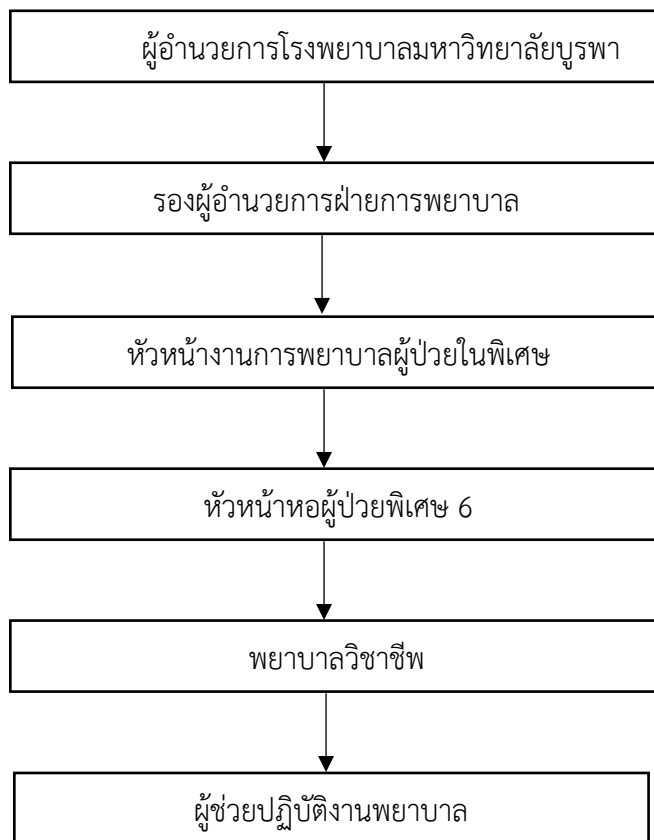 ผู้อำนวยการโรงพยาบาลมหาวิทยาลัยบูรพา
รองผู้อำนวยการฝ่ายการพยาบาล
หัวหน้างานการพยาบาลผู้ป่วยในพิเศษ
หัวหน้าหอผู้ป่วยพิเศษ 6
พยาบาลวิชาชีพ
ผู้ช่วยปฏิบัติงานพยาบาล